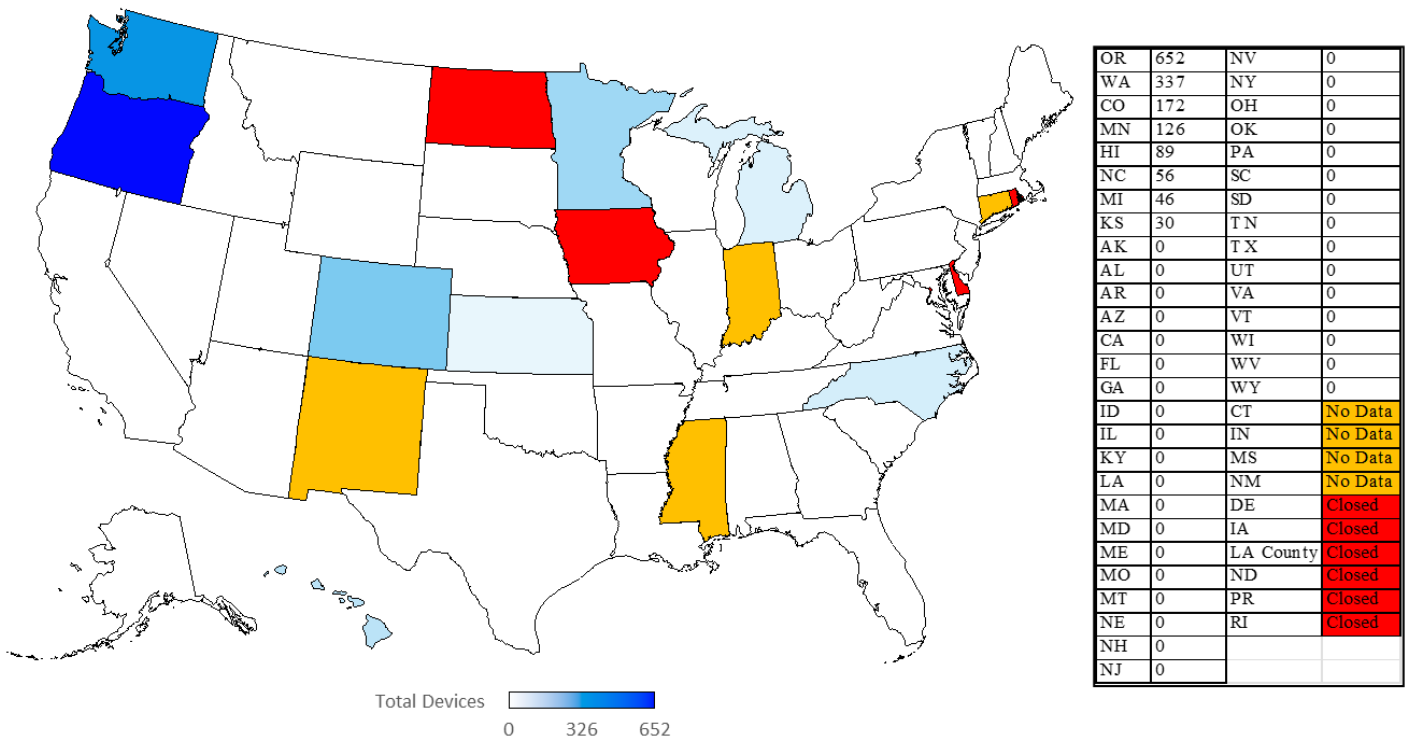 OR 652 NV 0
WA 337 NY 0
CO 172 OH 0
MN 126 OK 0
HI 89 PA 0
NC 56 SC 0
MI 46 SD 0
KS 30 TN 0
AK 0 TX 0
AL 0 UT 0
AR 0 VA 0
AZ 0 VT 0
CA 0 WI 0
FL 0 WV 0
GA 0 WY 0
ID 0 CT No Data
IL 0 IN No Data
KY 0 MS No Data
LA 0 NM No Data
MA 0 DE Closed
MD 0 IA Closed
ME 0 LA County Closed
MO 0 ND Closed
MT 0 PR Closed
NE 0 RI Closed
NH 0
NJ 0
Total Devices
0 326 652